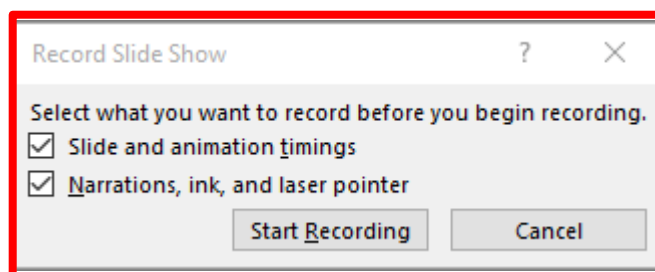 Record Slide Show ? ×
Select what you want to record before you begin recording.
Slide and animation timings
Narrations, ink, and laser pointer
Start Recording Cancel